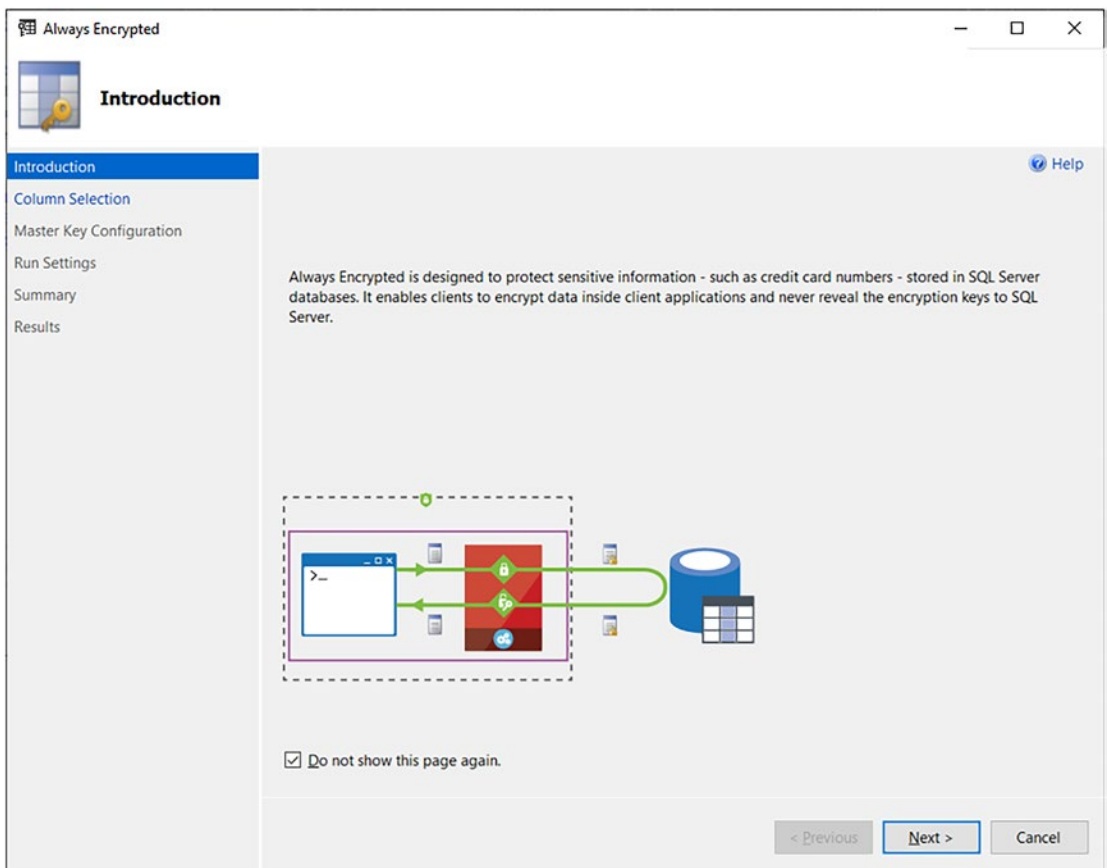 Always Encrypted
Introduction
Introduction
Column Selection
Master Key Configuration
Run Settings
Summary
Results
Help
Always Encrypted is designed to protect sensitive information - such as credit card numbers - stored in SQL Server
databases. It enables clients to encrypt data inside client applications and never reveal the encryption keys to SQL
Server.
>_
Do not show this page again.
< Previous
Next >
Cancel